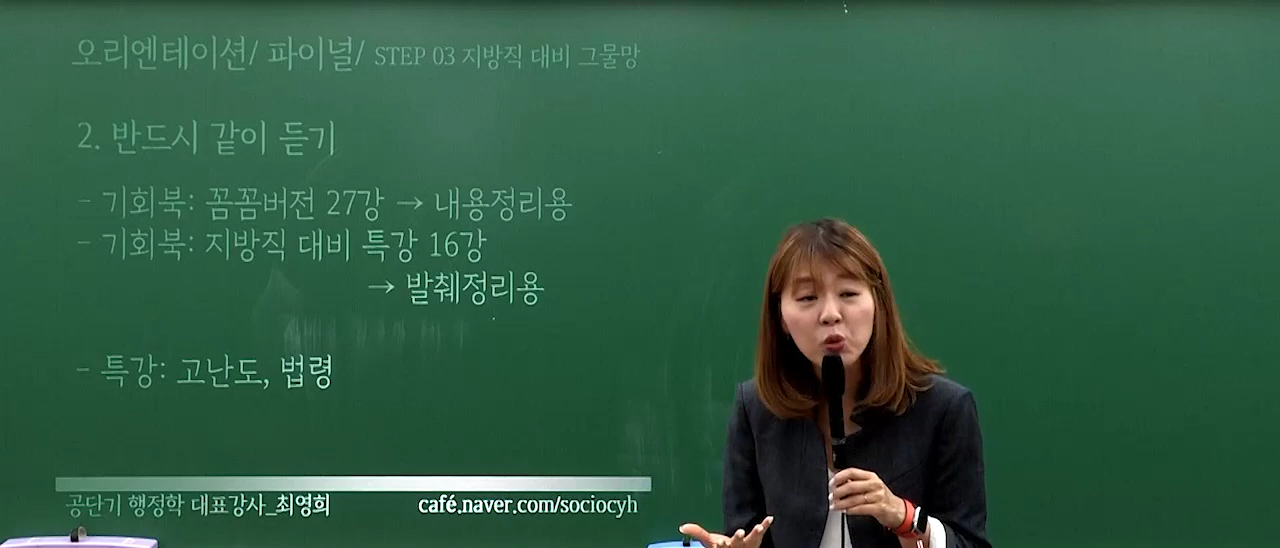 오리엔테이션/ 파이널/ STEP 03 지방직 대비 그물망
2. 반드시 같이 듣기
- 기회북: 꼼꼼버전 27강 → 내용정리용
- 기회북: 지방직 대비 특강 16강
→ 발췌정리용
- 특강: 고난도, 법령
공단기 행정학 대표강사_최영희 café.naver.com/sociocyh